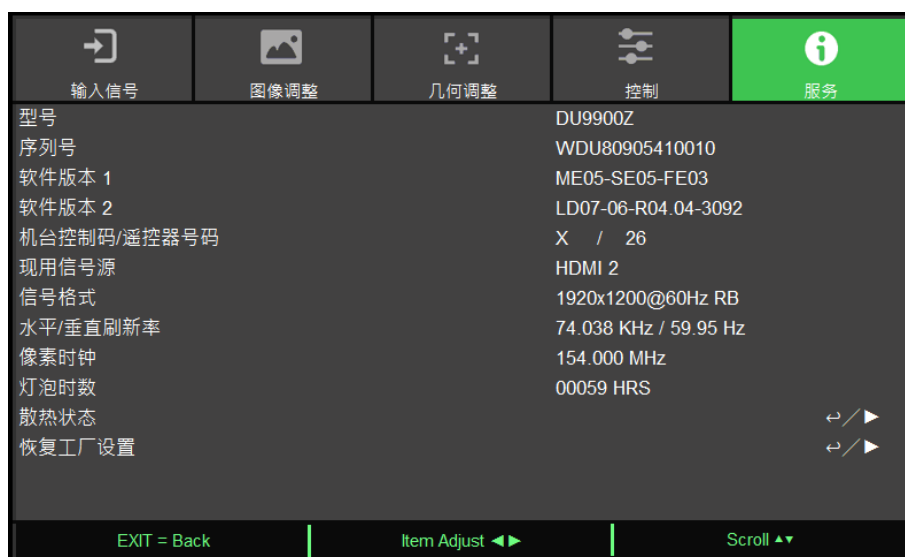 输入信号 图像调整 几何调整 控制 服务
型号 DU9900Z
序列号 WDU80905410010
软件版本 1 ME05-SE05-FE03
软件版本 2 LD07-06-R04.04-3092
机台控制码/遥控器号码 X / 26
现用信号源 HDMI 2
信号格式 1920x1200@60Hz RB
水平/垂直刷新率 74.038 KHz / 59.95 Hz
像素时钟 154.000 MHz
灯泡时数 00059 HRS
散热状态 ↩/►
恢复工厂设置 ↩/►
EXIT = Back Item Adjust ◄► Scroll ▲▼